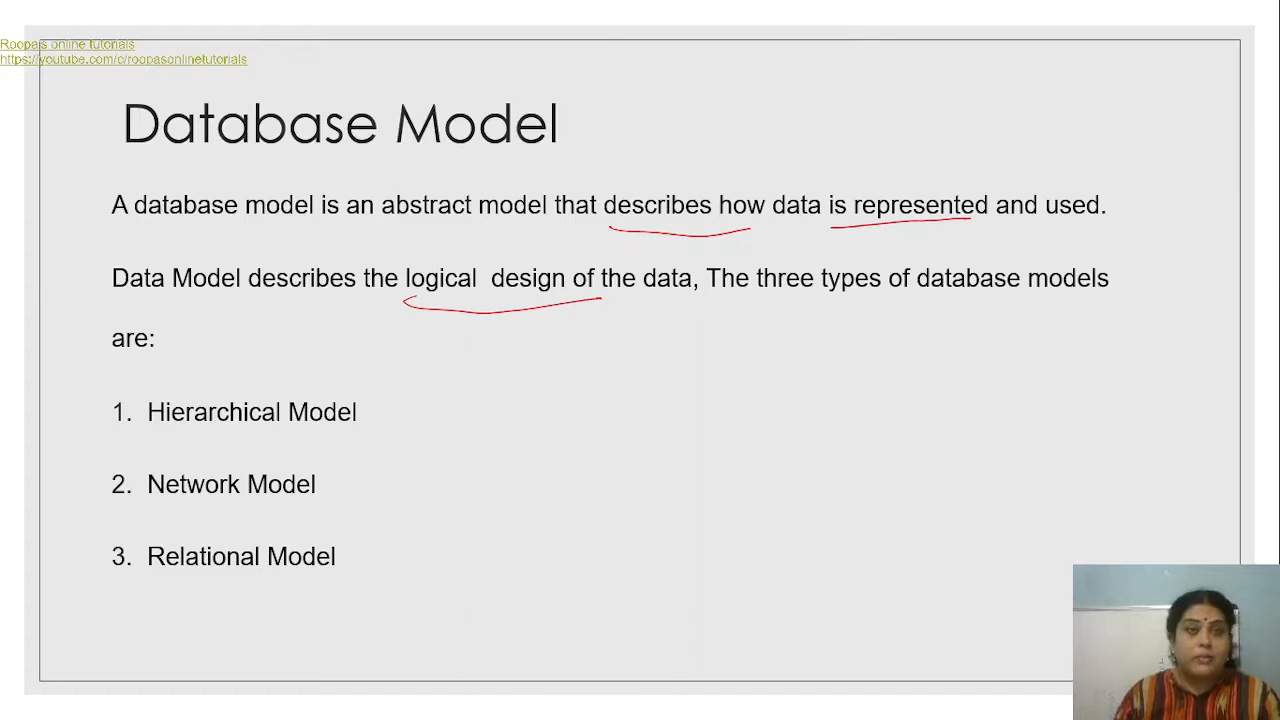 Roopa's online tutorials
https://youtube.com/c/roopasonlinetutorials
Database Model
A database model is an abstract model that describes how data is represented and used.
Data Model describes the logical design of the data, The three types of database models
are:
1. Hierarchical Model
2. Network Model
3. Relational Model